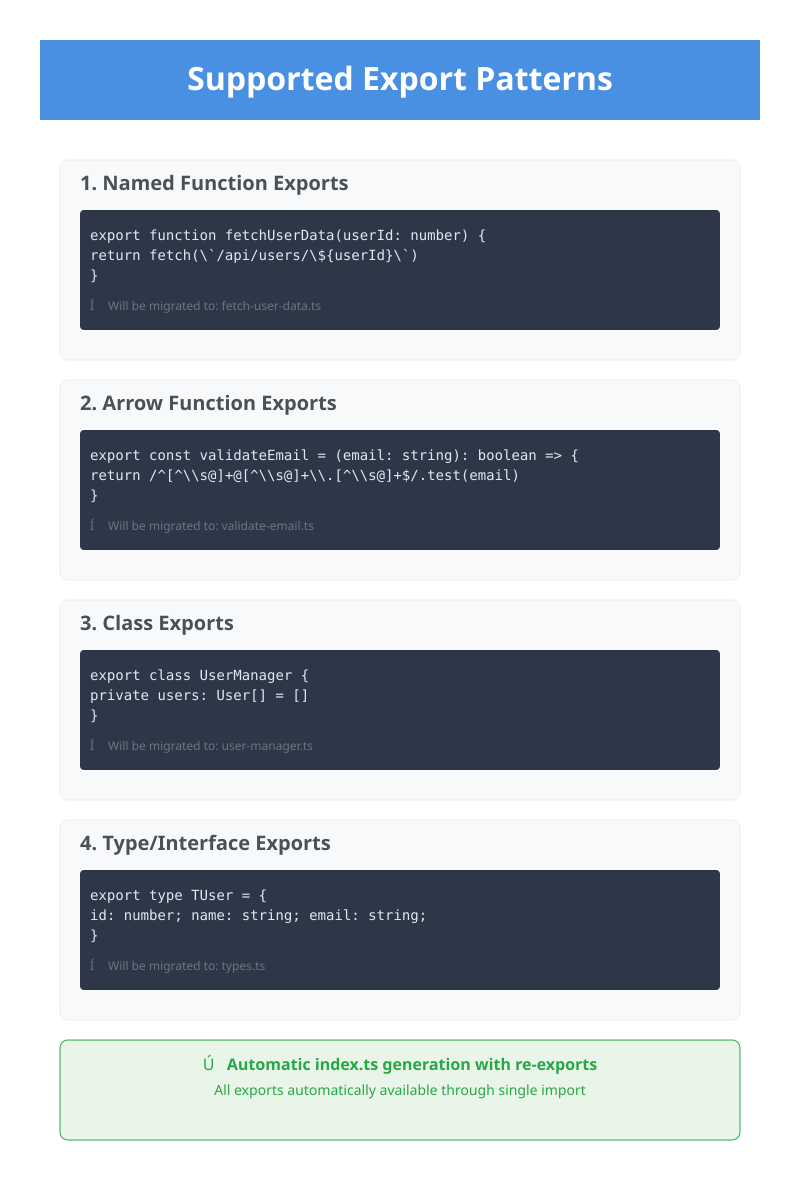 Supported Export Patterns
1. Named Function Exports
export function fetchUserData(userId: number) {
return fetch(\`/api/users/\${userId}\`)
}
Í Will be migrated to: fetch-user-data.ts
2. Arrow Function Exports
export const validateEmail = (email: string): boolean => {
return /^[^\\s@]+@[^\\s@]+\\.[^\\s@]+$/.test(email)
}
Í Will be migrated to: validate-email.ts
3. Class Exports
export class UserManager {
private users: User[] = []
}
Í Will be migrated to: user-manager.ts
4. Type/Interface Exports
export type TUser = {
id: number; name: string; email: string;
}
Í Will be migrated to: types.ts
Ú Automatic index.ts generation with re-exports
All exports automatically available through single import